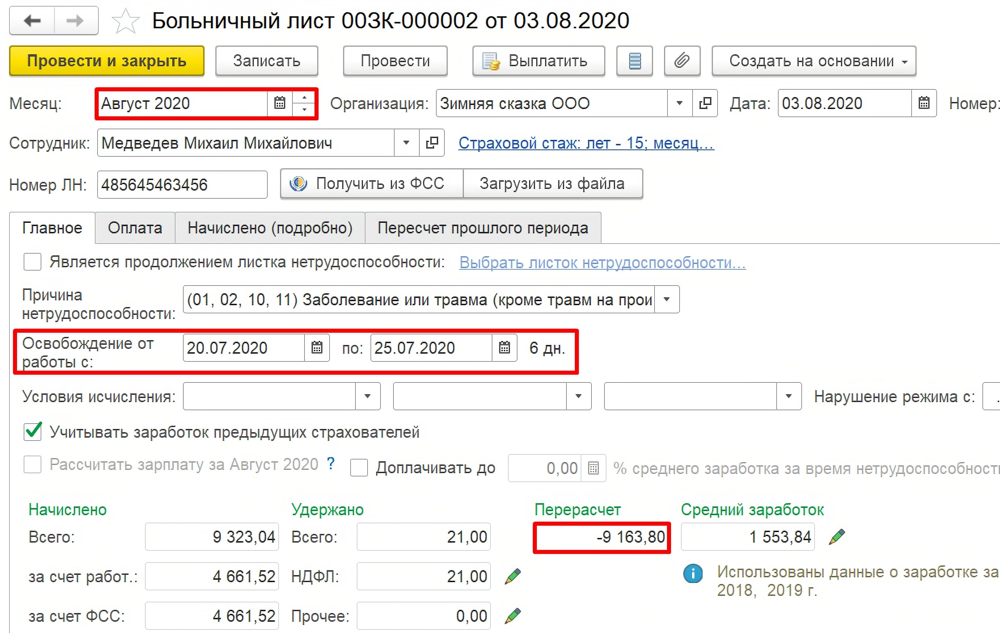 Больничный лист 00ЗК-000002 от 03.08.2020
Провести и закрыть Записать Провести Выплатить Создать на основании
Месяц: Август 2020 Организация: Зимняя сказка ООО Дата: 03.08.2020 Номер:
Сотрудник: Медведев Михаил Михайлович Страховой стаж: лет - 15; месяц...
Номер ЛН: 485645463456 Получить из ФСС Загрузить из файла
Главное Оплата Начислено (подробно) Пересчет прошлого периода
Является продолжением листка нетрудоспособности: Выбрать листок нетрудоспособности...
Причина
нетрудоспособности: (01, 02, 10, 11) Заболевание или травма (кроме травм на прои
Освобождение от
работы с: 20.07.2020 по: 25.07.2020 6 дн.
Условия исчисления: Нарушение режима с: .
Учитывать заработок предыдущих страхователей
Рассчитать зарплату за Август 2020 ? Доплачивать до 0,00 % среднего заработка за время нетрудоспособности
Начислено Удержано Перерасчет Средний заработок
Всего: 9 323,04 Всего: 21,00 -9 163,80 1 553,84
за счет работ.: 4 661,52 НДФЛ: 21,00 Использованы данные о заработке за
2018, 2019 г.
за счет ФСС: 4 661,52 Прочее: 0,00